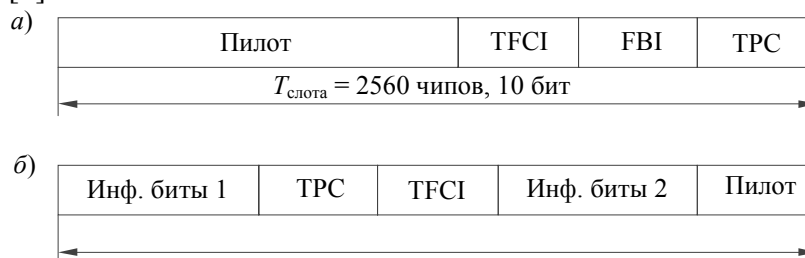 а)
Пилот TFCI FBI TPC
Tслота = 2560 чипов, 10 бит
б)
Инф. биты 1 TPC TFCI Инф. биты 2 Пилот